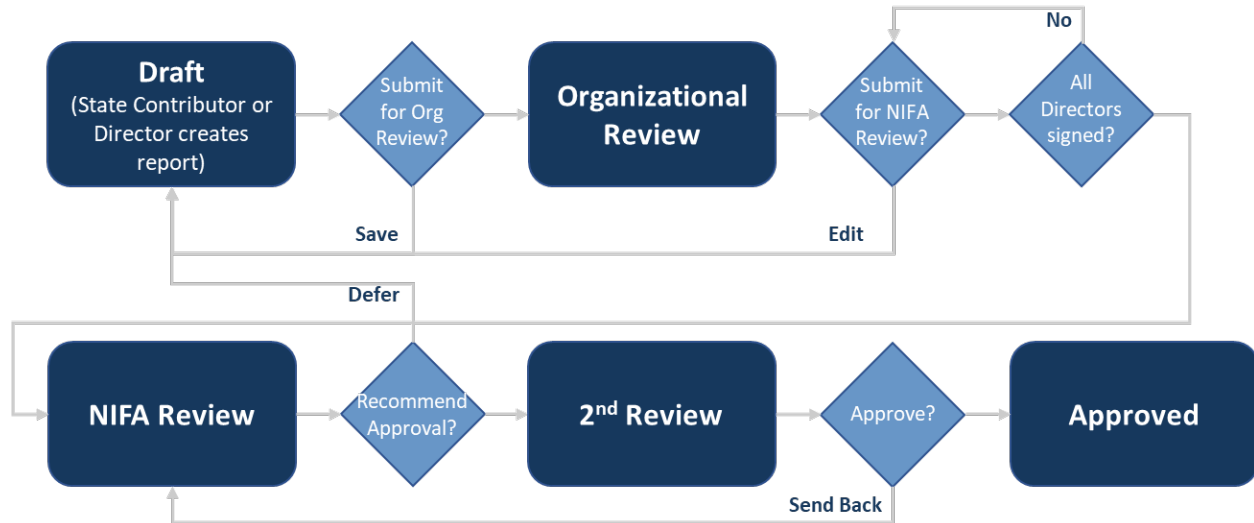 No
Draft
(State Contributor or
Director creates
report)
Submit
for Org
Review?
Organizational
Review
Submit
for NIFA
Review?
All
Directors
signed?
Save
Edit
Defer
NIFA Review
Recommend
Approval?
2nd Review
Approve?
Approved
Send Back